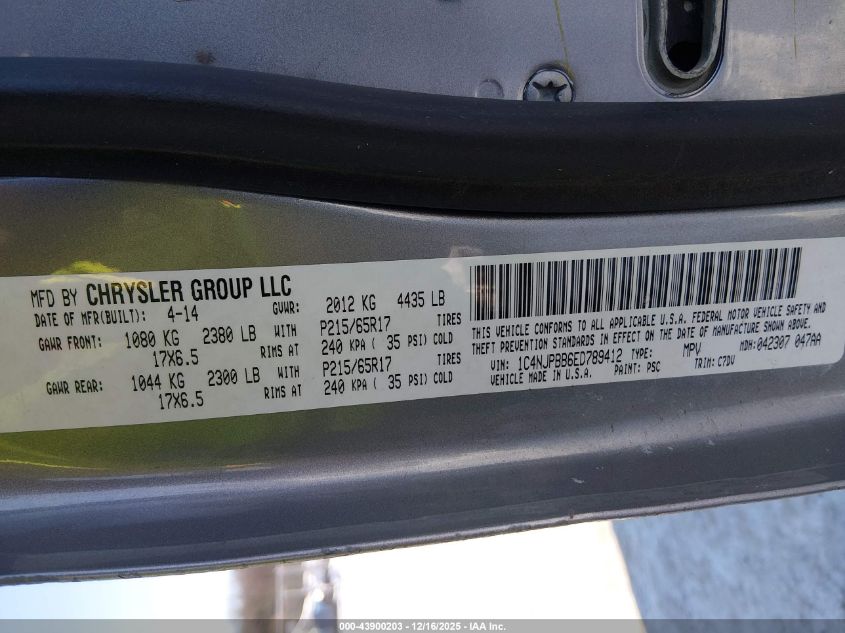 MFD BY CHRYSLER GROUP LLC
DATE OF MFR(BUILT): 4-14 GVWR: 2012 KG 4435 LB
GAWR FRONT: 1080 KG 2380 LB WITH P215/65R17 TIRES
17X6.5 RIMS AT 240 KPA ( 35 PSI) COLD
GAWR REAR: 1044 KG 2300 LB WITH P215/65R17 TIRES
17X6.5 RIMS AT 240 KPA ( 35 PSI) COLD
THIS VEHICLE CONFORMS TO ALL APPLICABLE U.S.A. FEDERAL MOTOR VEHICLE SAFETY AND
THEFT PREVENTION STANDARDS IN EFFECT ON THE DATE OF MANUFACTURE SHOWN ABOVE.
VIN: 1C4NJPBB6ED789412 TYPE: MPV MDH: 042307 047AA
VEHICLE MADE IN U.S.A. PAINT: PSC TRIM: C7DV
000-43900203 - 12/16/2025 - IAA Inc.